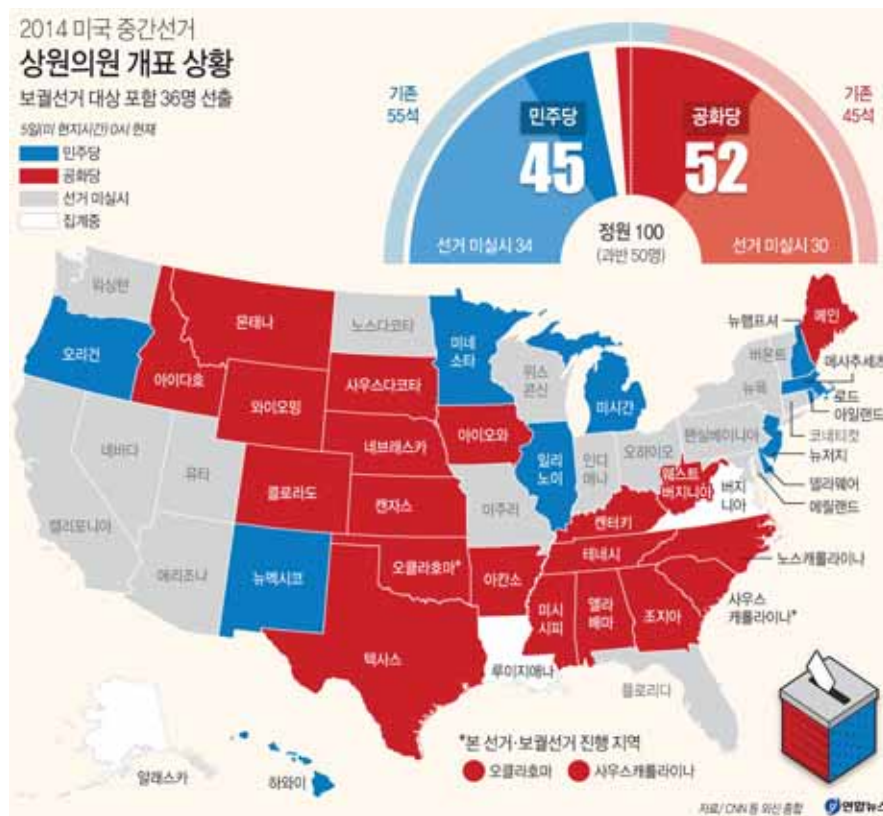 2014 미국 중간선거
상원의원 개표 상황
보궐선거 대상 포함 36명 선출
5일(미 현지시간) 0시 현재
민주당
공화당
선거 미실시
집계중
기존
55석
민주당
45
선거 미실시 34
공화당
52
선거 미실시 30
기존
45석
정원 100
(과반 50명)
워싱턴
오리건
아이다호
몬태나
와이오밍
노스다코타
사우스다코타
네브래스카
캔자스
콜로라도
네바다
유타
캘리포니아
애리조나
뉴멕시코
오클라호마*
텍사스
미네
소타
아이오와
위스
콘신
미시간
일리
노이
인디
애나
오하이오
미주리
아칸소
켄터키
테네시
미시
시피
앨라
배마
조지아
루이지애나
플로리다
웨스트
버지니아
버지
니아
펜실베이니아
뉴욕
버몬트
뉴햄프셔
메인
메사추세츠
로드
아일랜드
코네티컷
뉴저지
델라웨어
메릴랜드
노스캐롤라이나
사우스
캐롤라이나*
알래스카
하와이
*본 선거·보궐선거 진행 지역
오클라호마
사우스캐롤라이나
자료/ CNN 등 외신 종합
연합뉴스